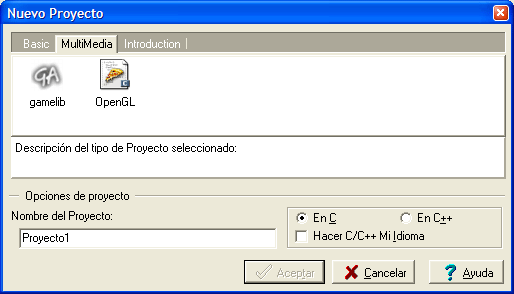 Nuevo Proyecto
Basic MultiMedia Introduction
GA
gamelib OpenGL
Descripción del tipo de Proyecto seleccionado:
Opciones de proyecto
Nombre del Proyecto:
En C En C++
Proyecto1
Hacer C/C++ Mi Idioma
Aceptar Cancelar Ayuda